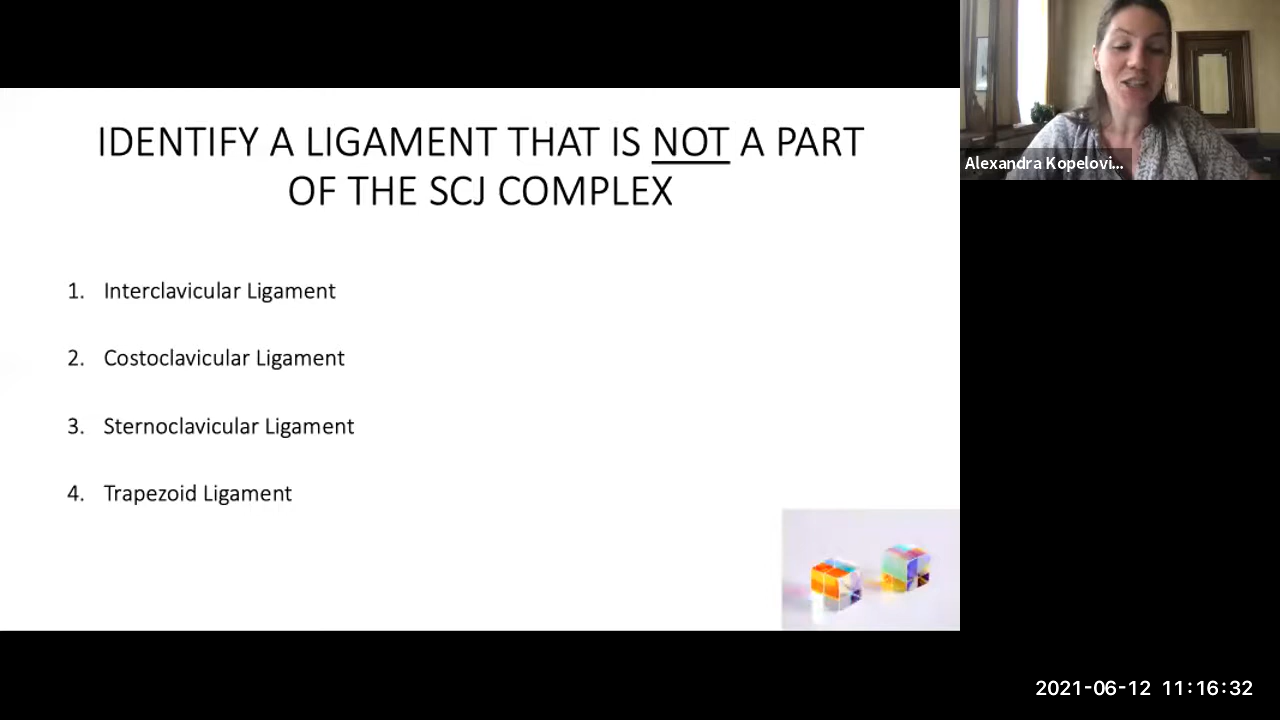 IDENTIFY A LIGAMENT THAT IS NOT A PART
OF THE SCJ COMPLEX
1. Interclavicular Ligament
2. Costoclavicular Ligament
3. Sternoclavicular Ligament
4. Trapezoid Ligament
Alexandra Kopelovi...
2021-06-12 11:16:32